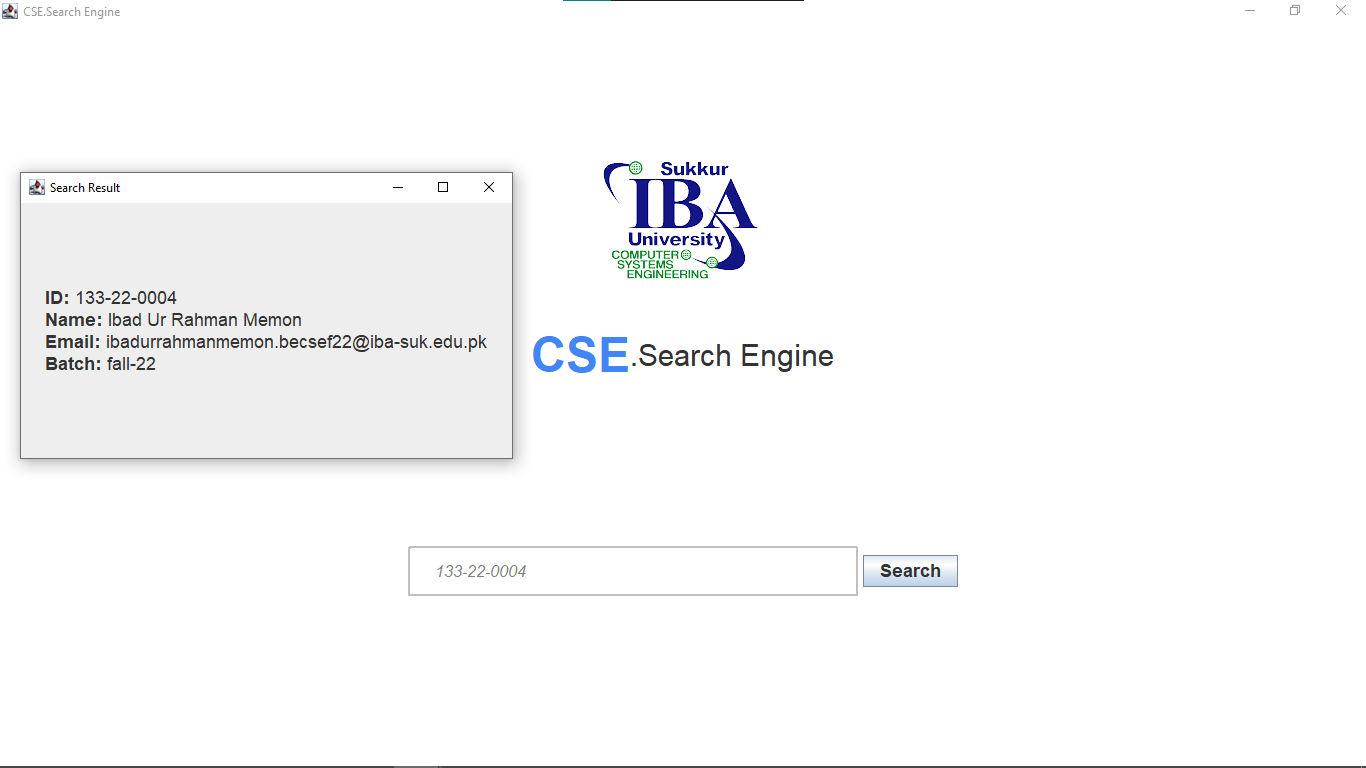 CSE.Search Engine
Search Result
ID: 133-22-0004
Name: Ibad Ur Rahman Memon
Email: ibadurrahmanmemon.becsef22@iba-suk.edu.pk
Batch: fall-22
Sukkur
IBA
University
COMPUTER
SYSTEMS
ENGINEERING
CSE.Search Engine
133-22-0004
Search